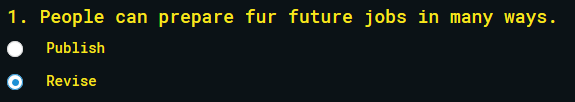 1. People can prepare fur future jobs in many ways.
Publish
Revise